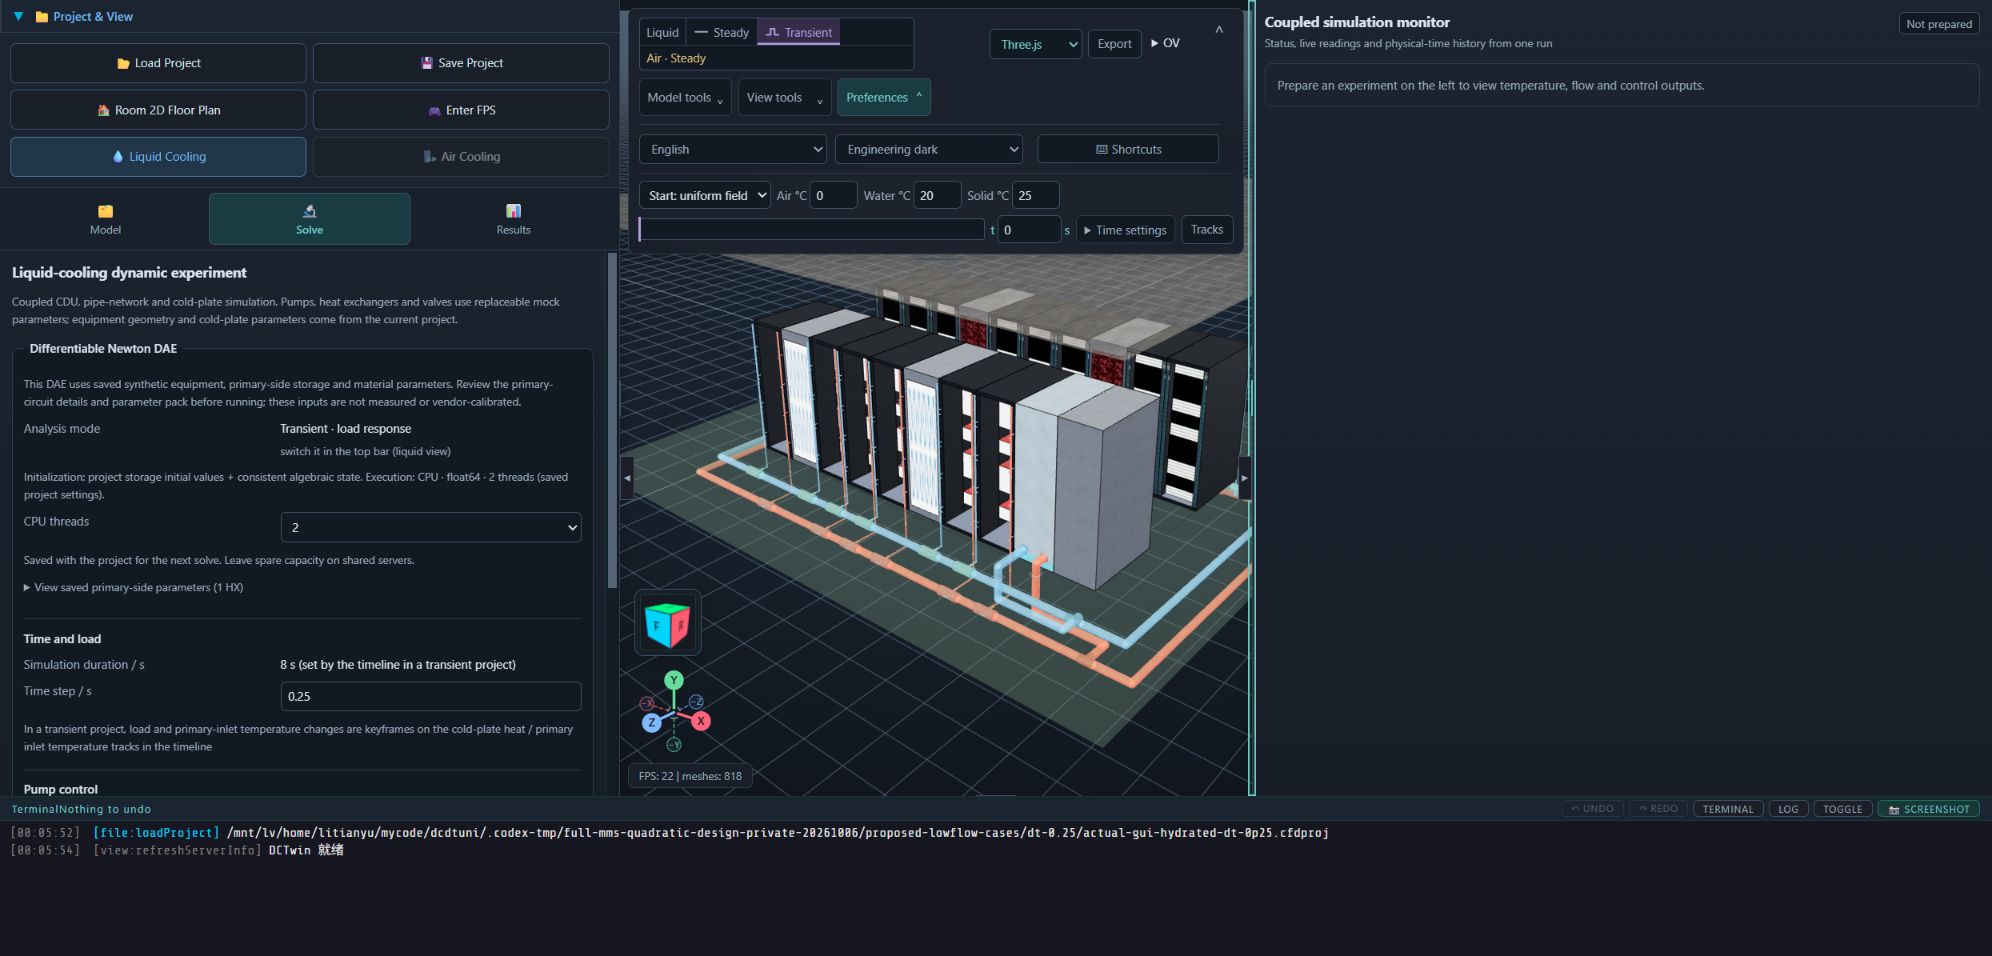 ▼ Project & View
Load Project
Save Project
Room 2D Floor Plan
Enter FPS
Liquid Cooling
Air Cooling
Model
Solve
Results
Liquid-cooling dynamic experiment
Coupled CDU, pipe-network and cold-plate simulation. Pumps, heat exchangers and valves use replaceable mock
parameters; equipment geometry and cold-plate parameters come from the current project.
Differentiable Newton DAE
This DAE uses saved synthetic equipment, primary-side storage and material parameters. Review the primary-
circuit details and parameter pack before running; these inputs are not measured or vendor-calibrated.
Analysis mode
Transient · load response
switch it in the top bar (liquid view)
Initialization: project storage initial values + consistent algebraic state. Execution: CPU · float64 · 2 threads (saved
project settings).
CPU threads
2
Saved with the project for the next solve. Leave spare capacity on shared servers.
▶ View saved primary-side parameters (1 HX)
Time and load
Simulation duration / s
8 s (set by the timeline in a transient project)
Time step / s
0.25
In a transient project, load and primary-inlet temperature changes are keyframes on the cold-plate heat / primary
inlet temperature tracks in the timeline
Pump control
Liquid
Steady
Transient
Air · Steady
Three.js
Export
▶ OV
Model tools
View tools
Preferences
English
Engineering dark
Shortcuts
Start: uniform field
Air °C 0
Water °C 20
Solid °C 25
t 0 s
▶ Time settings
Tracks
F
R
Y
-X
-Z
Z
X
-Y
FPS: 22 | meshes: 818
Coupled simulation monitor
Not prepared
Status, live readings and physical-time history from one run
Prepare an experiment on the left to view temperature, flow and control outputs.
TerminalNothing to undo
UNDO
REDO
TERMINAL
LOG
TOGGLE
SCREENSHOT
[00:05:52] [file:loadProject] /mnt/lv/home/litianyu/mycode/dcdtuni/.codex-tmp/full-mms-quadratic-design-private-20261006/proposed-lowflow-cases/dt-0.25/actual-gui-hydrated-dt-0p25.cfdproj
[00:05:54] [view:refreshServerInfo] DCTwin 就绪